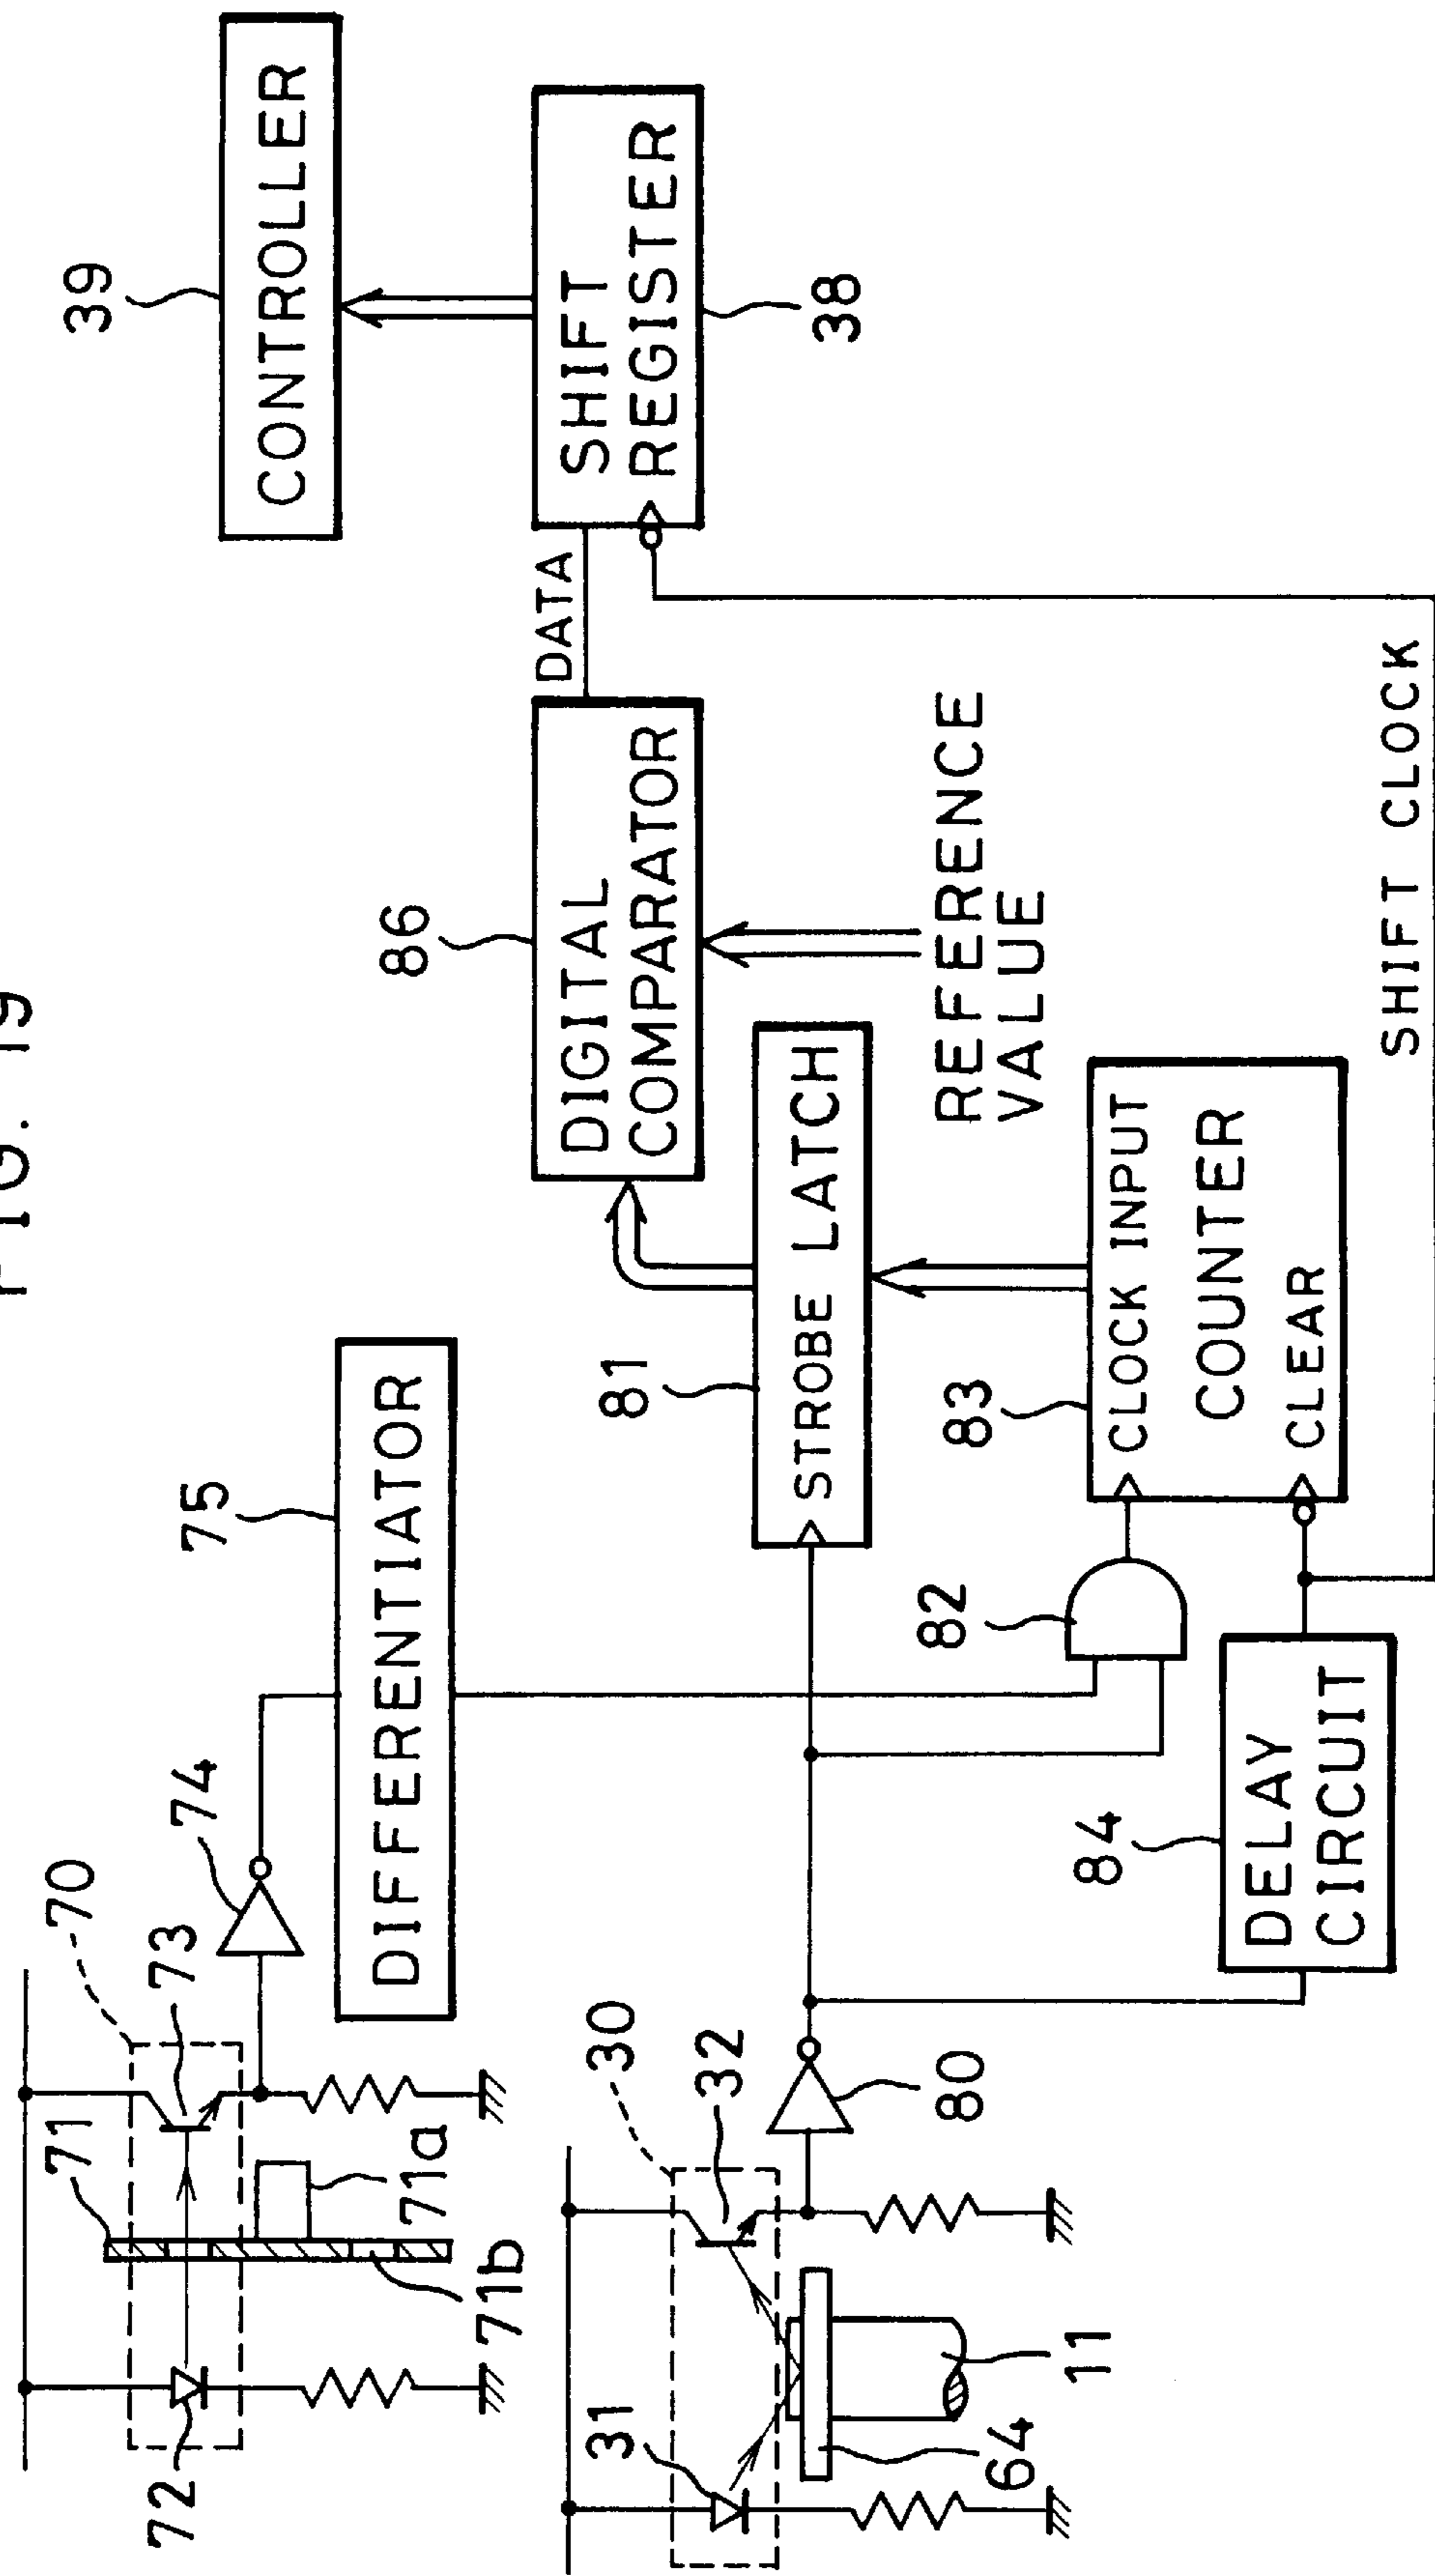 FIG. 19
70
73
72
71
71a
71b
74
75
DIFFERENTIATOR
30
32
31
80
64
11
86
DIGITAL
COMPARATOR
DATA
39
CONTROLLER
SHIFT
REGISTER
38
81
STROBE LATCH
REFERENCE
VALUE
82
83
CLOCK INPUT
COUNTER
CLEAR
84
DELAY
CIRCUIT
SHIFT CLOCK